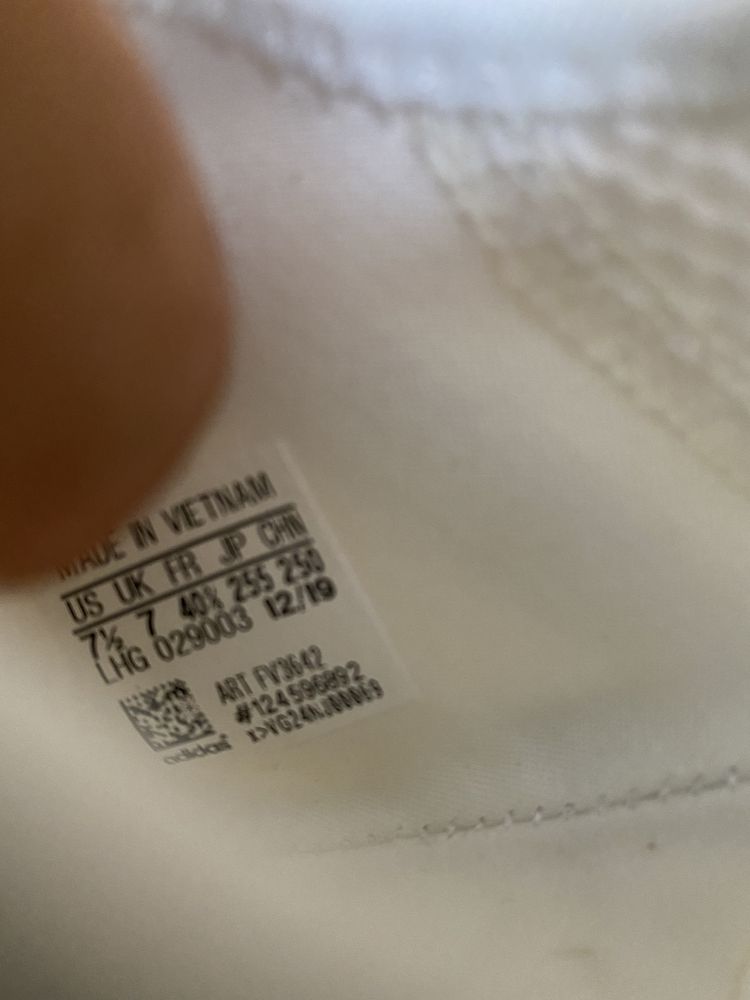 MADE IN VIETNAM
US UK FR JP CHN
7½ 7 40⅔ 255 250
LHG 029003 12/19
ART FV3642
#124596892
adidas